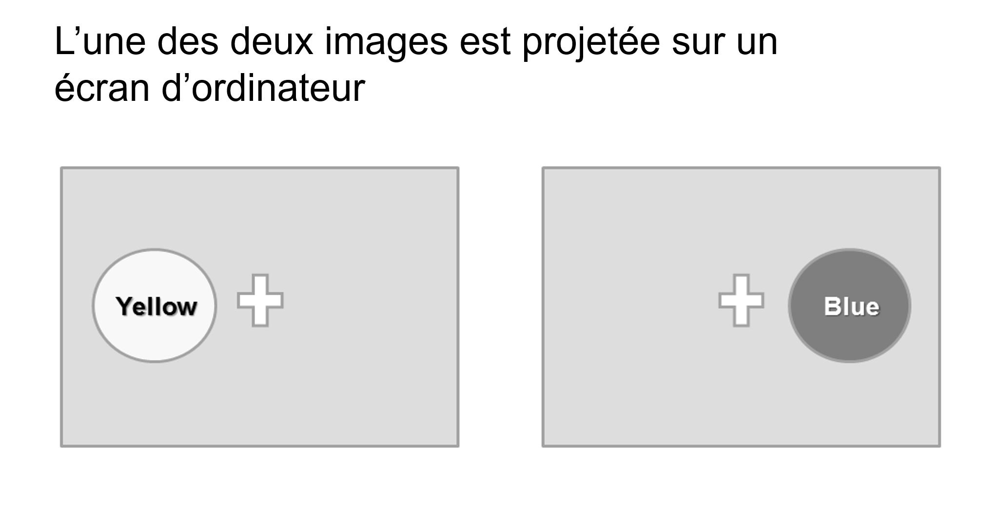 L’une des deux images est projetée sur un
écran d’ordinateur
Yellow
Blue